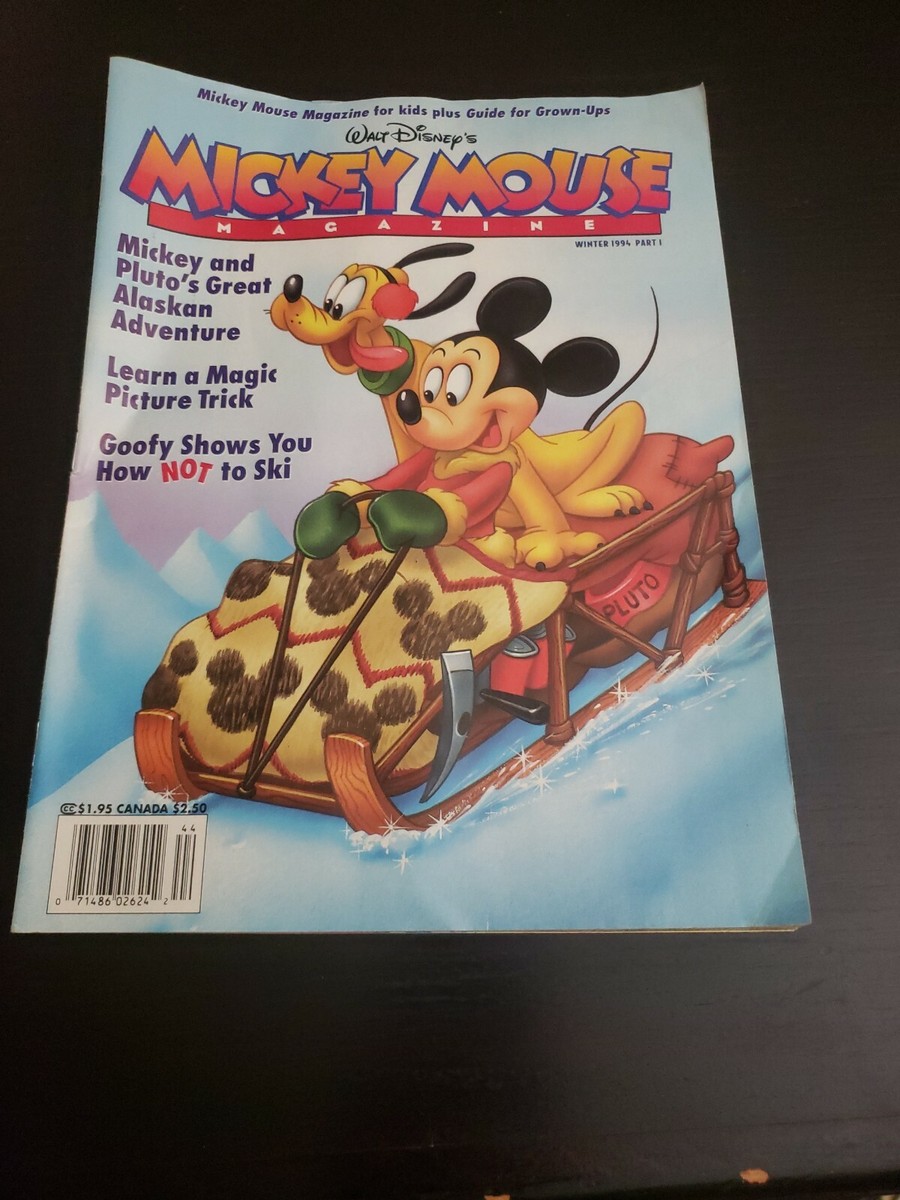 Mickey Mouse Magazine for kids plus Guide for Grown-Ups
Walt Disney's
MICKEY MOUSE
MAGAZINE
WINTER 1994 PART I
Mickey and
Pluto's Great
Alaskan
Adventure
Learn a Magic
Picture Trick
Goofy Shows You
How NOT to Ski
PLUTO
CC $1.95 CANADA $2.50
44
0 71486 02624 2